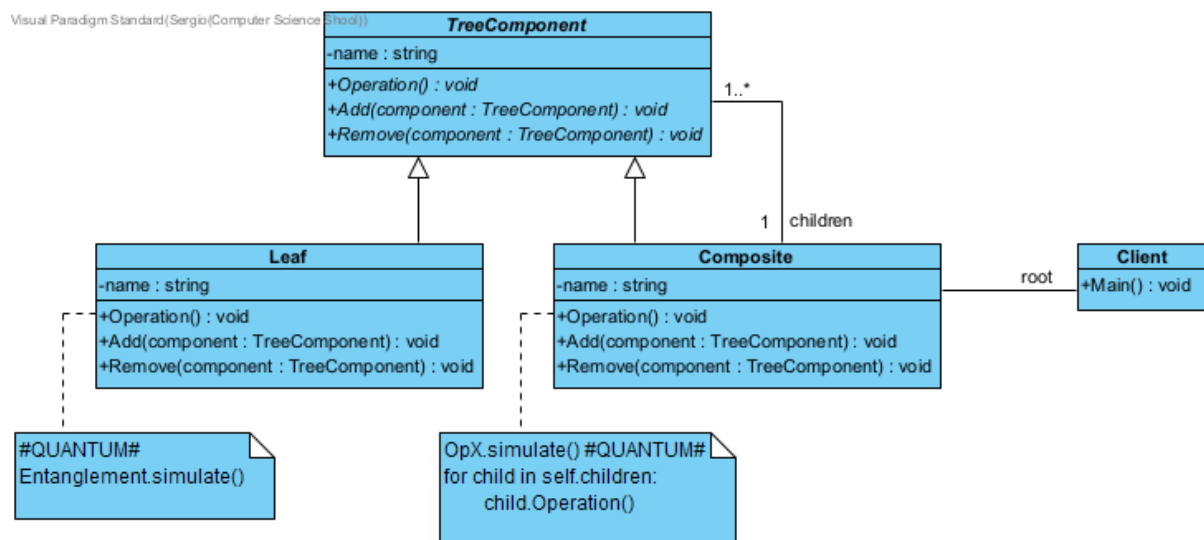 Visual Paradigm Standard(Sergio(Computer Science Shool))
TreeComponent
-name : string
+Operation() : void
+Add(component : TreeComponent) : void
+Remove(component : TreeComponent) : void
1..*
1
children
Leaf
-name : string
+Operation() : void
+Add(component : TreeComponent) : void
+Remove(component : TreeComponent) : void
Composite
-name : string
+Operation() : void
+Add(component : TreeComponent) : void
+Remove(component : TreeComponent) : void
root
Client
+Main() : void
#QUANTUM#
Entanglement.simulate()
OpX.simulate() #QUANTUM#
for child in self.children:
child.Operation()